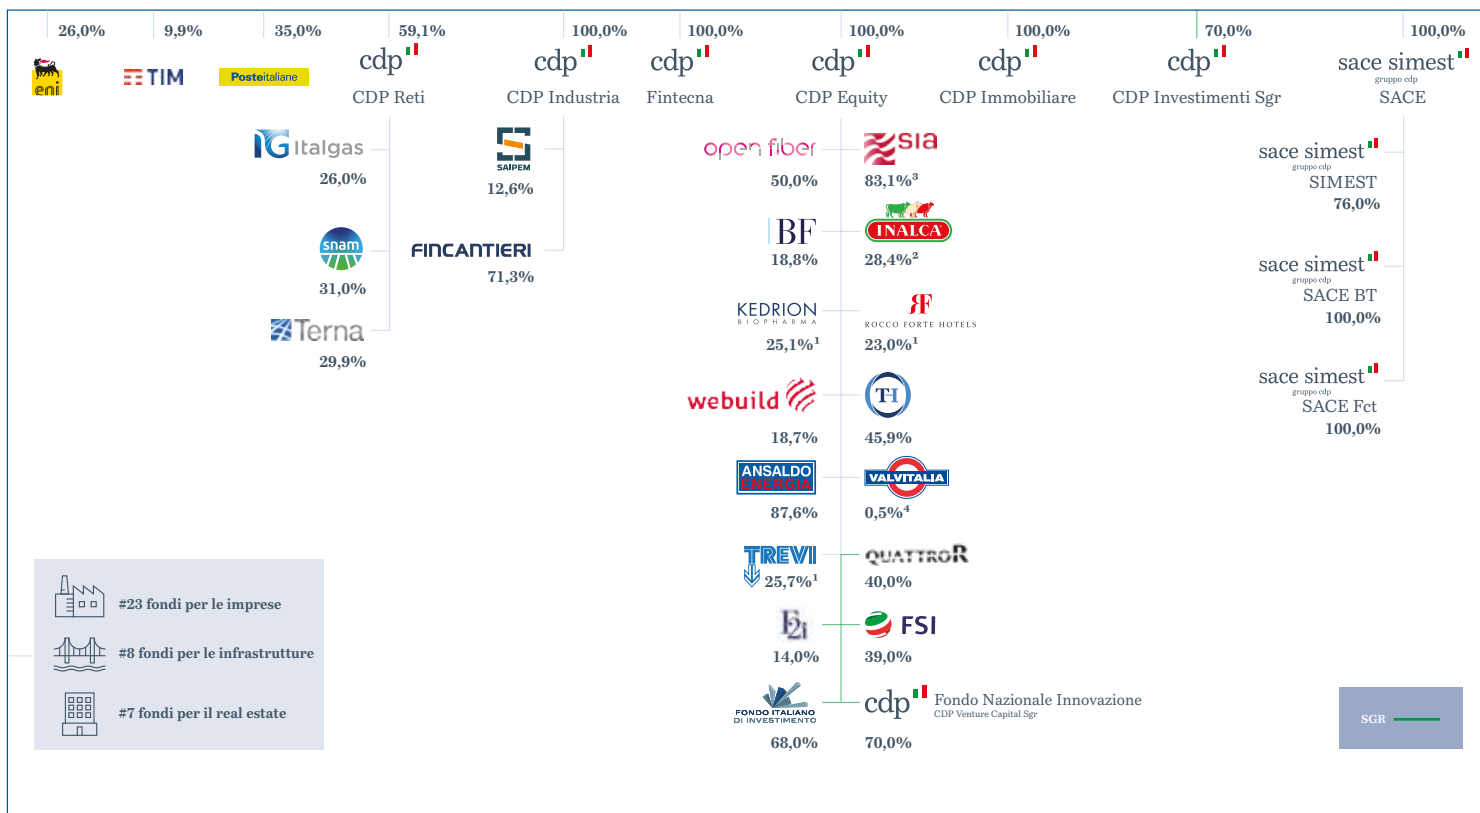 26,0%
9,9%
35,0%
59,1%
100,0%
100,0%
100,0%
100,0%
70,0%
100,0%
eni
TIM
Posteitaliane
cdp
CDP Reti
cdp
CDP Industria
cdp
Fintecna
cdp
CDP Equity
cdp
CDP Immobiliare
cdp
CDP Investimenti Sgr
sace simest
gruppo cdp
SACE
IG Italgas
26,0%
snam
31,0%
Terna
29,9%
SAIPEM
12,6%
FINCANTIERI
71,3%
open fiber
50,0%
sia
83,1%³
BF
18,8%
INALCA
28,4%²
KEDRION
BIOPHARMA
25,1%¹
RF
ROCCO FORTE HOTELS
23,0%¹
webuild
18,7%
TH
45,9%
ANSALDO
ENERGIA
87,6%
VALVITALIA
0,5%⁴
TREVI
25,7%¹
QUATTROR
40,0%
F2i
14,0%
FSI
39,0%
FONDO ITALIANO
DI INVESTIMENTO
68,0%
cdp
Fondo Nazionale Innovazione
CDP Venture Capital Sgr
70,0%
sace simest
gruppo cdp
SIMEST
76,0%
sace simest
gruppo cdp
SACE BT
100,0%
sace simest
gruppo cdp
SACE Fct
100,0%
#23 fondi per le imprese
#8 fondi per le infrastrutture
#7 fondi per il real estate
SGR